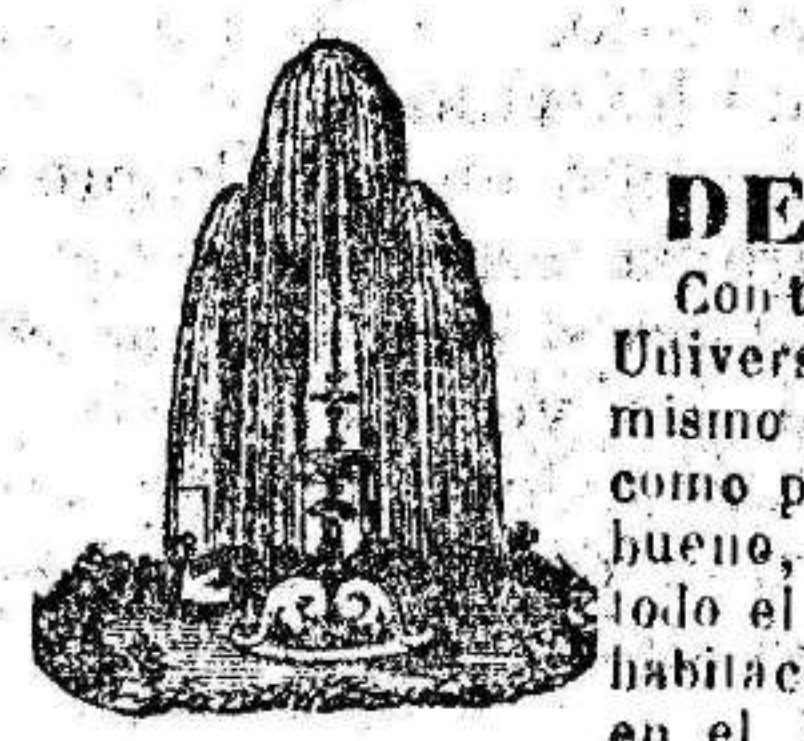 DE
Con t
Univers
mismo
como p
bueno,
todo el
habitac
en el